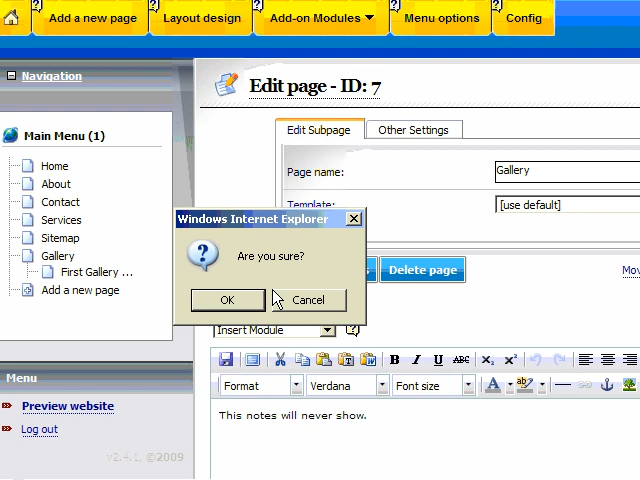 Add a new page
Layout design
Add-on Modules
Menu options
Config
Navigation
Main Menu (1)
Home
About
Contact
Services
Sitemap
Gallery
First Gallery ...
Add a new page
Menu
Preview website
Log out
v2.4.1, ©2009
Edit page - ID: 7
Edit Subpage
Other Settings
Page name:
Gallery
Template:
[use default]
Windows Internet Explorer
Are you sure?
OK
Cancel
Delete page
Insert Module
B I U ABC x₂ x²
Format
Verdana
Font size
This notes will never show.